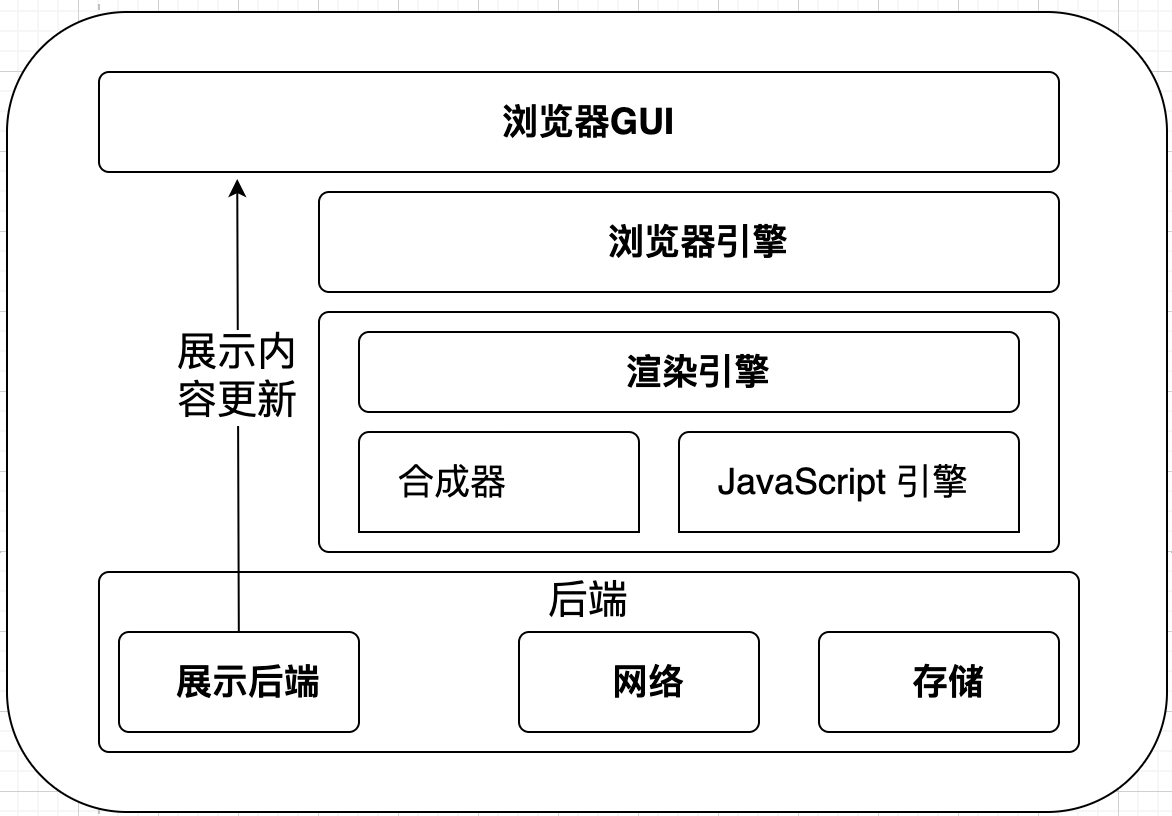 浏览器GUI
浏览器引擎
展示内
容更新
渲染引擎
合成器
JavaScript 引擎
后端
展示后端
网络
存储